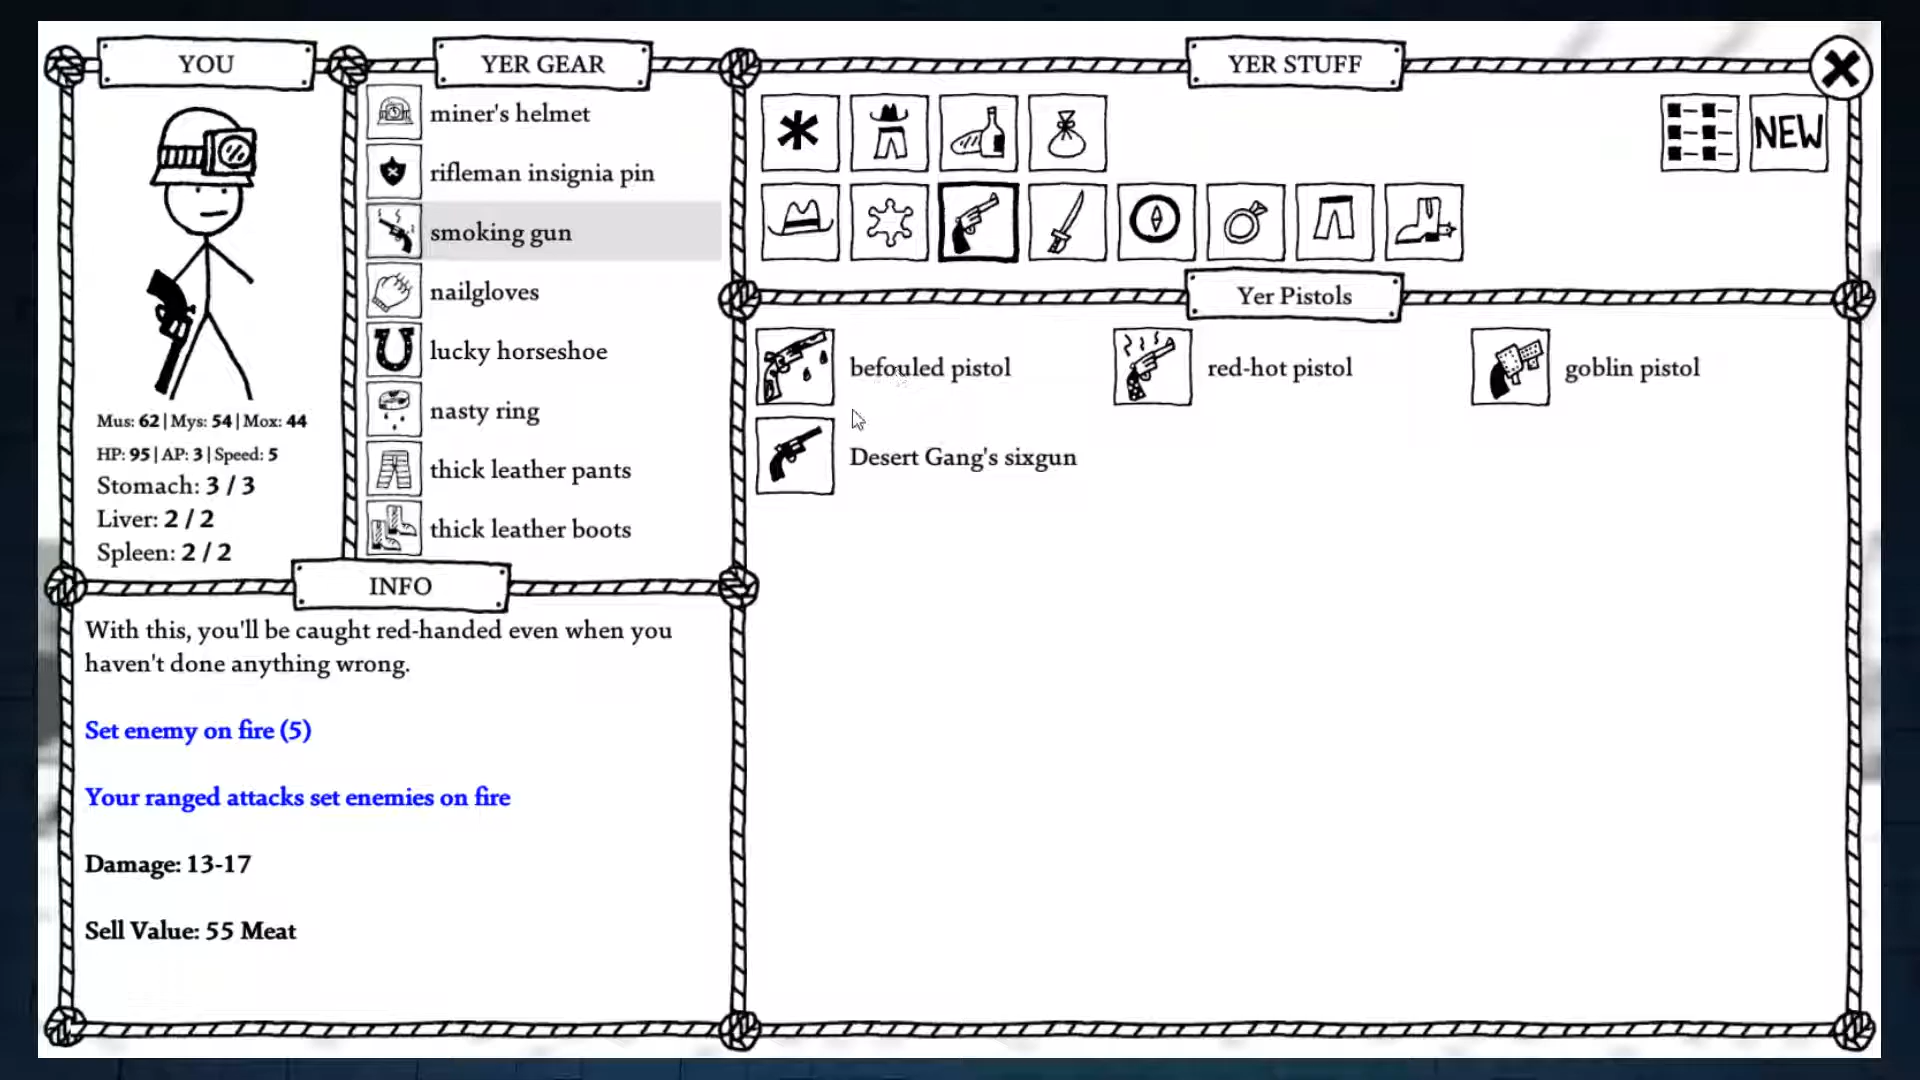 YOU
YER GEAR
YER STUFF
miner's helmet
rifleman insignia pin
smoking gun
nailgloves
lucky horseshoe
nasty ring
thick leather pants
thick leather boots
Mus: 62 | Mys: 54 | Mox: 44
HP: 95 | AP: 3 | Speed: 5
Stomach: 3 / 3
Liver: 2 / 2
Spleen: 2 / 2
NEW
Yer Pistols
befouled pistol
red-hot pistol
goblin pistol
Desert Gang's sixgun
INFO
With this, you'll be caught red-handed even when you
haven't done anything wrong.
Set enemy on fire (5)
Your ranged attacks set enemies on fire
Damage: 13-17
Sell Value: 55 Meat